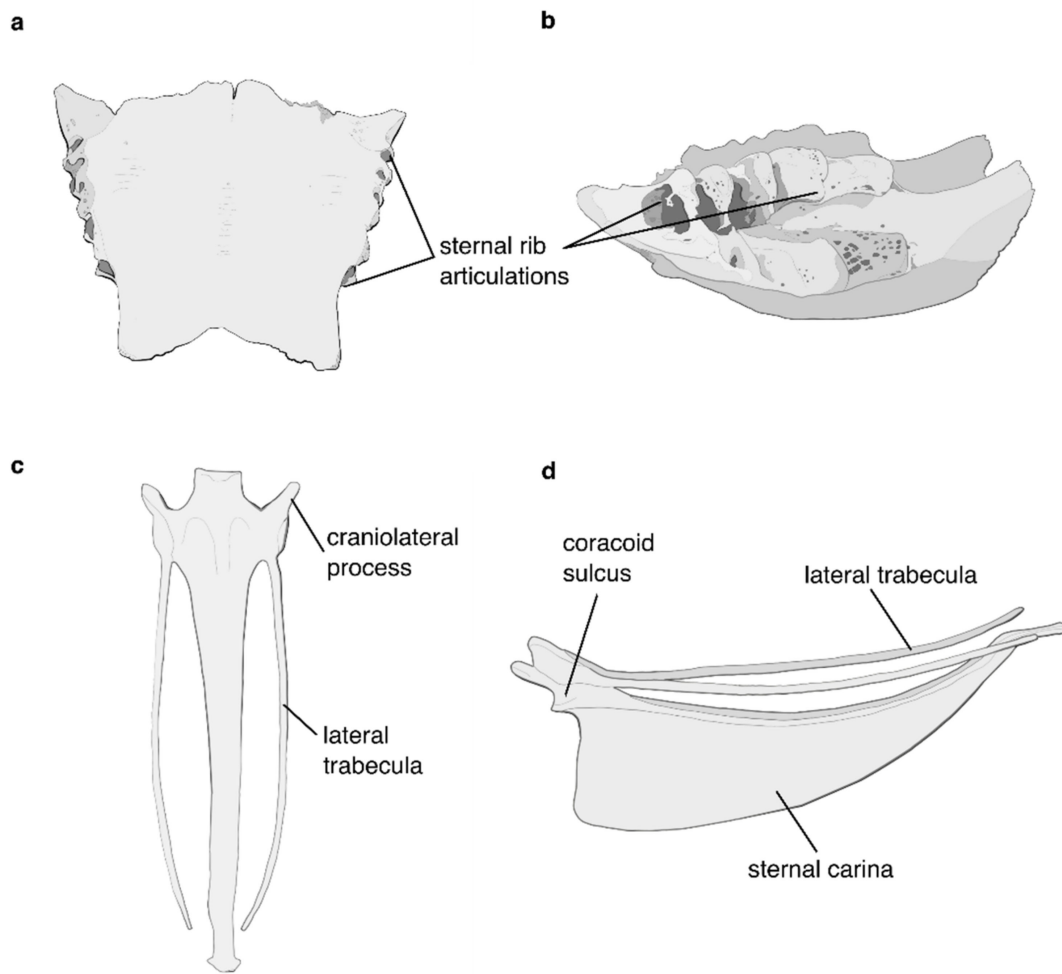 a
b
sternal rib
articulations
c
d
craniolateral
process
coracoid
sulcus
lateral trabecula
lateral
trabecula
sternal carina